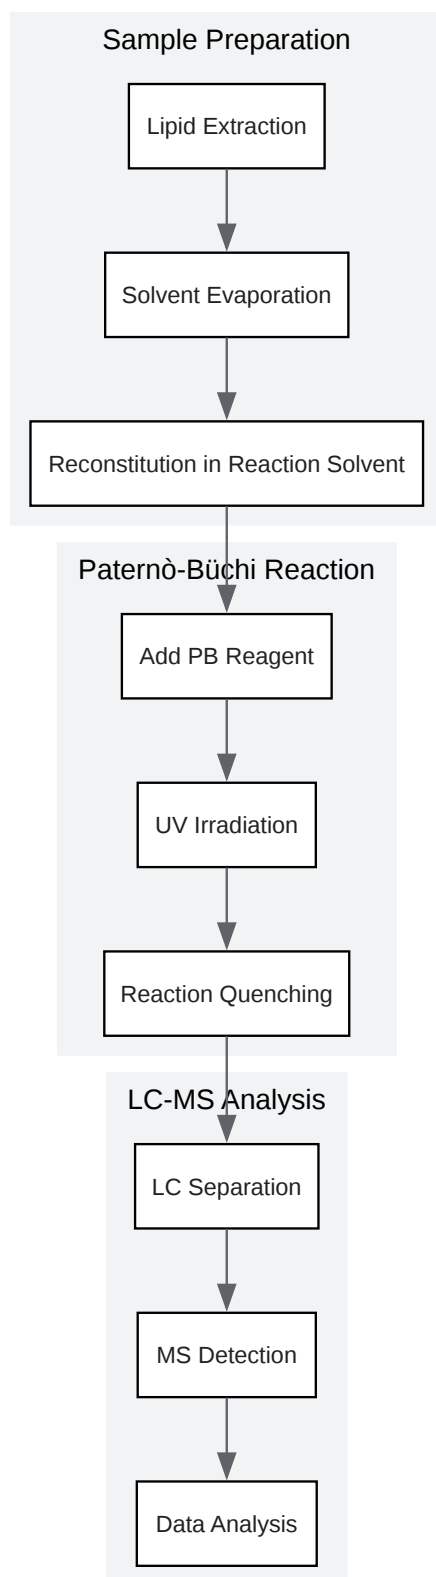 Sample Preparation
Lipid Extraction
Solvent Evaporation
Reconstitution in Reaction Solvent
Paternò-Büchi Reaction
Add PB Reagent
UV Irradiation
Reaction Quenching
LC-MS Analysis
LC Separation
MS Detection
Data Analysis